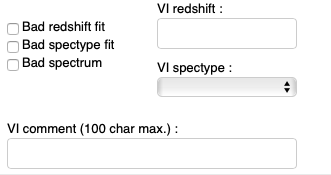 VI redshift :
Bad redshift fit
Bad spectype fit
Bad spectrum
VI spectype :
VI comment (100 char max.) :